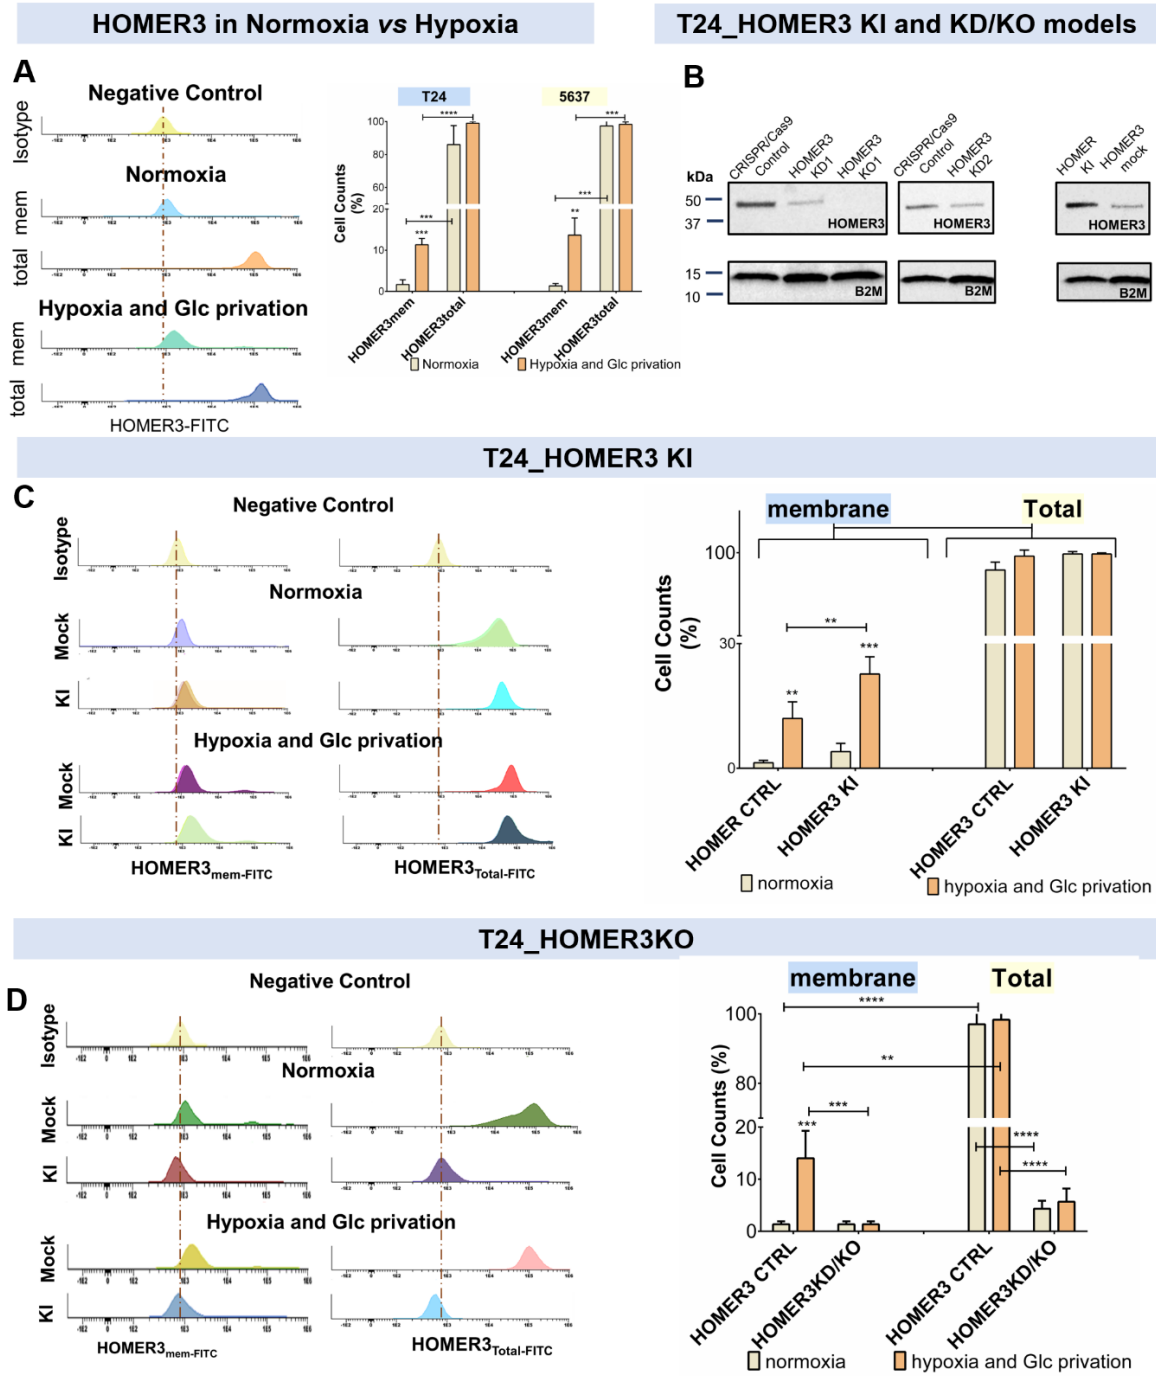 HOMER3 in Normoxia vs Hypoxia
T24_HOMER3 KI and KD/KO models
A
Negative Control
Isotype
Normoxia
mem
total
Hypoxia and Glc privation
mem
total
HOMER3-FITC
T24
5637
Cell Counts (%)
100
80
60
20
10
0
****
***
***
***
***
**
HOMER3mem
HOMER3total
HOMER3mem
HOMER3total
Normoxia
Hypoxia and Glc privation
B
CRISPR/Cas9 Control
HOMER3 KD1
HOMER3 KO1
CRISPR/Cas9 Control
HOMER3 KD2
HOMER KI
HOMER3 mock
kDa
50
37
15
10
HOMER3
HOMER3
HOMER3
B2M
B2M
B2M
T24_HOMER3 KI
C
Negative Control
Isotype
Normoxia
Mock
KI
Hypoxia and Glc privation
Mock
KI
HOMER3mem-FITC
HOMER3Total-FITC
membrane
Total
Cell Counts (%)
100
30
0
**
**
***
HOMER CTRL
HOMER3 KI
HOMER3 CTRL
HOMER3 KI
normoxia
hypoxia and Glc privation
T24_HOMER3KO
D
Negative Control
Isotype
Normoxia
Mock
KI
Hypoxia and Glc privation
Mock
KI
HOMER3mem-FITC
HOMER3Total-FITC
membrane
Total
Cell Counts (%)
100
80
20
10
0
****
**
***
***
****
****
HOMER3 CTRL
HOMER3KD/KO
HOMER3 CTRL
HOMER3KD/KO
normoxia
hypoxia and Glc privation